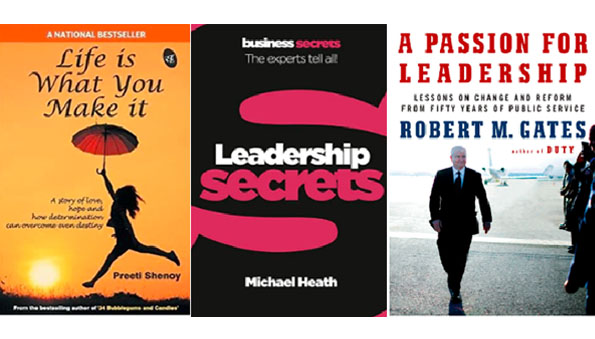 A NATIONAL BESTSELLER
Life is
What You
Make it
A story of love,
hope and
how determination
can overcome even destiny
Preeti Shenoy
From the bestselling author of '34 Bubblegums and Candies'
business secrets
The experts tell all!
Leadership
secrets
Michael Heath
A PASSION FOR
LEADERSHIP
LESSONS ON CHANGE AND REFORM
FROM FIFTY YEARS OF PUBLIC SERVICE
ROBERT M. GATES
author of DUTY